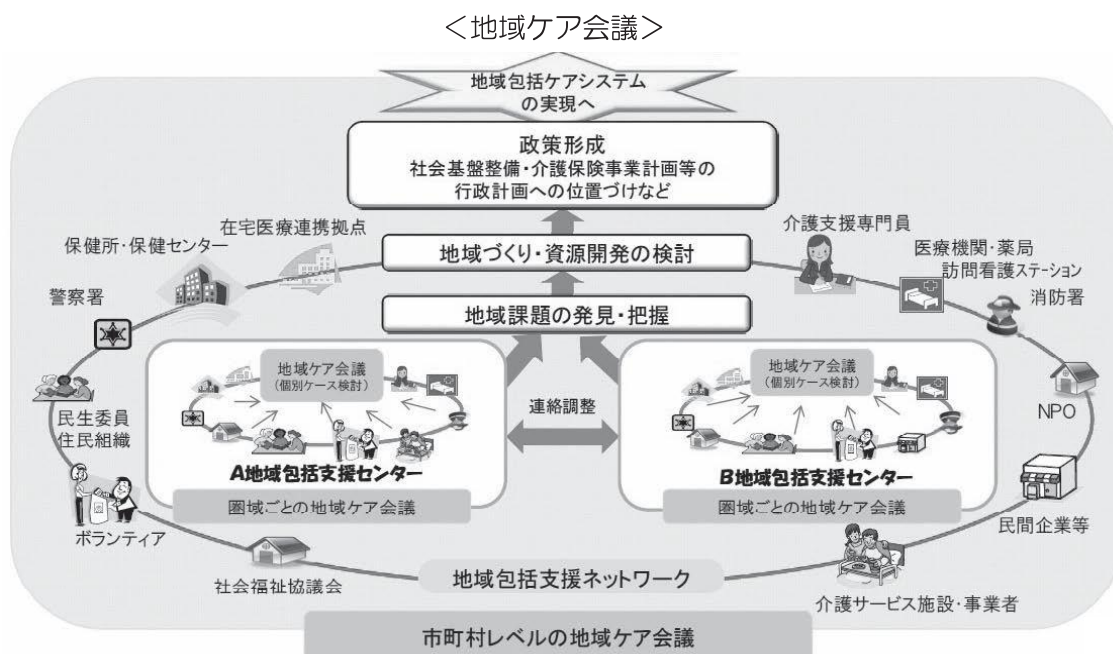 ＜地域ケア会議＞
地域包括ケアシステム
の実現へ
政策形成
社会基盤整備・介護保険事業計画等の
行政計画への位置づけなど
在宅医療連携拠点
保健所・保健センター
地域づくり・資源開発の検討
介護支援専門員
医療機関・薬局
訪問看護ステーション
警察署
消防署
地域課題の発見・把握
地域ケア会議
（個別ケース検討）
地域ケア会議
（個別ケース検討）
連絡調整
民生委員
住民組織
NPO
A地域包括支援センター
B地域包括支援センター
圏域ごとの地域ケア会議
圏域ごとの地域ケア会議
ボランティア
民間企業等
社会福祉協議会
地域包括支援ネットワーク
介護サービス施設・事業者
市町村レベルの地域ケア会議